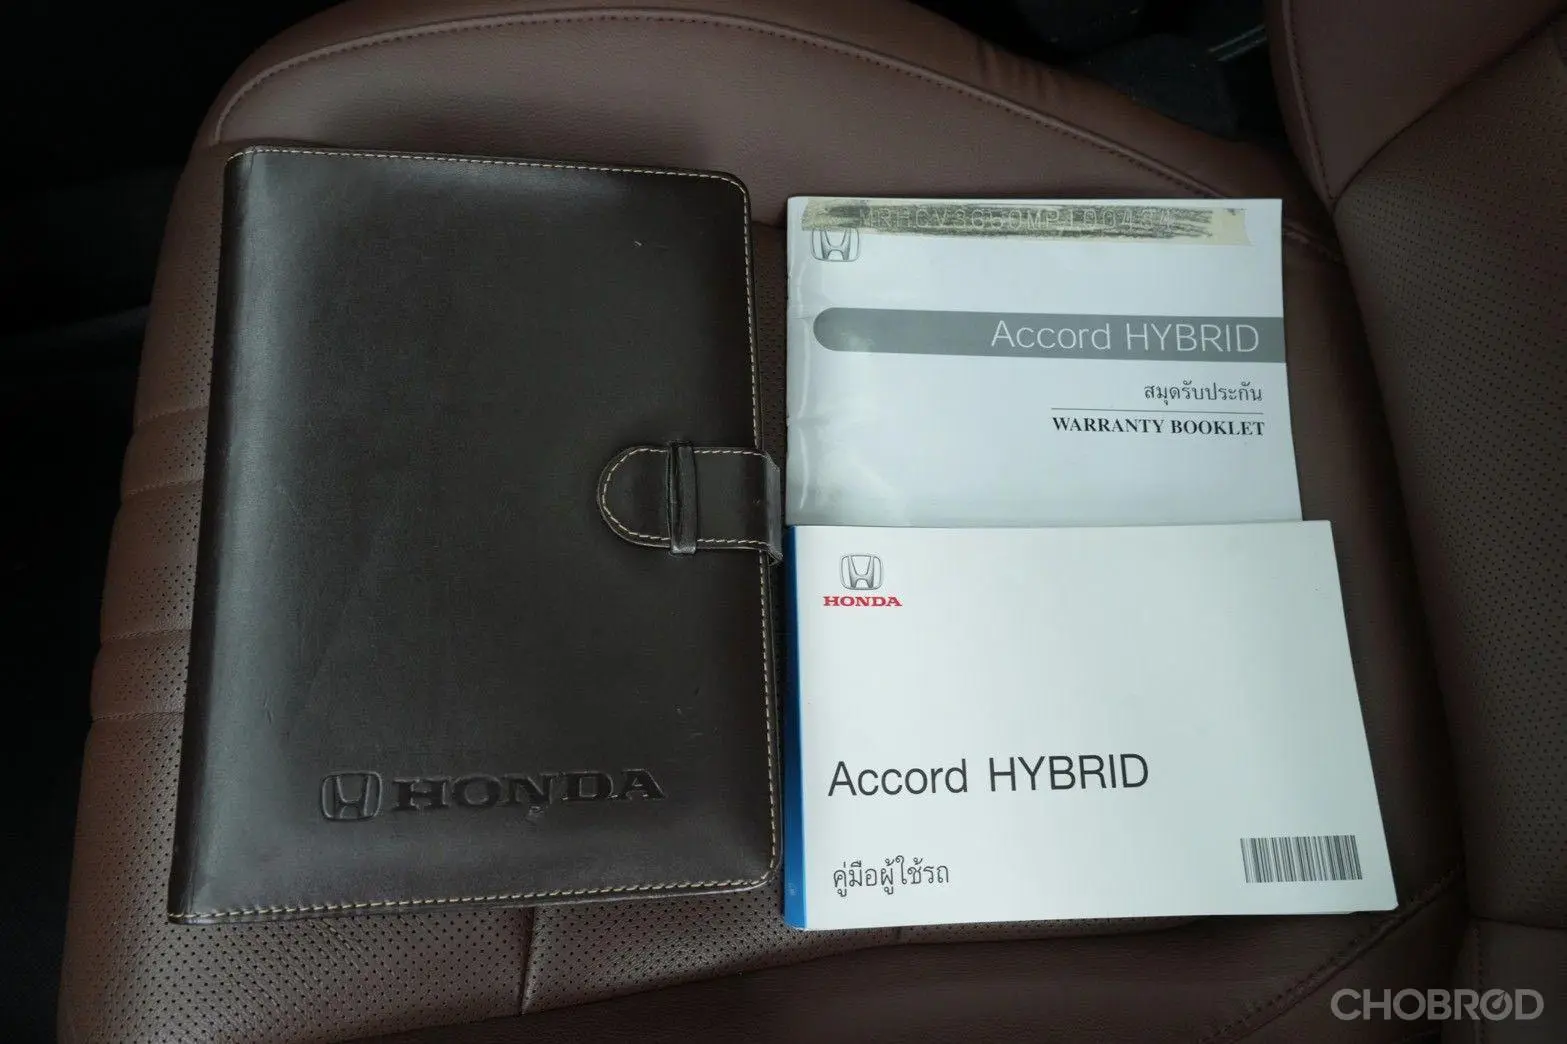 HONDA
Accord HYBRID
สมุดรับประกัน
WARRANTY BOOKLET
HONDA
Accord HYBRID
คู่มือผู้ใช้รถ
CHOBROD